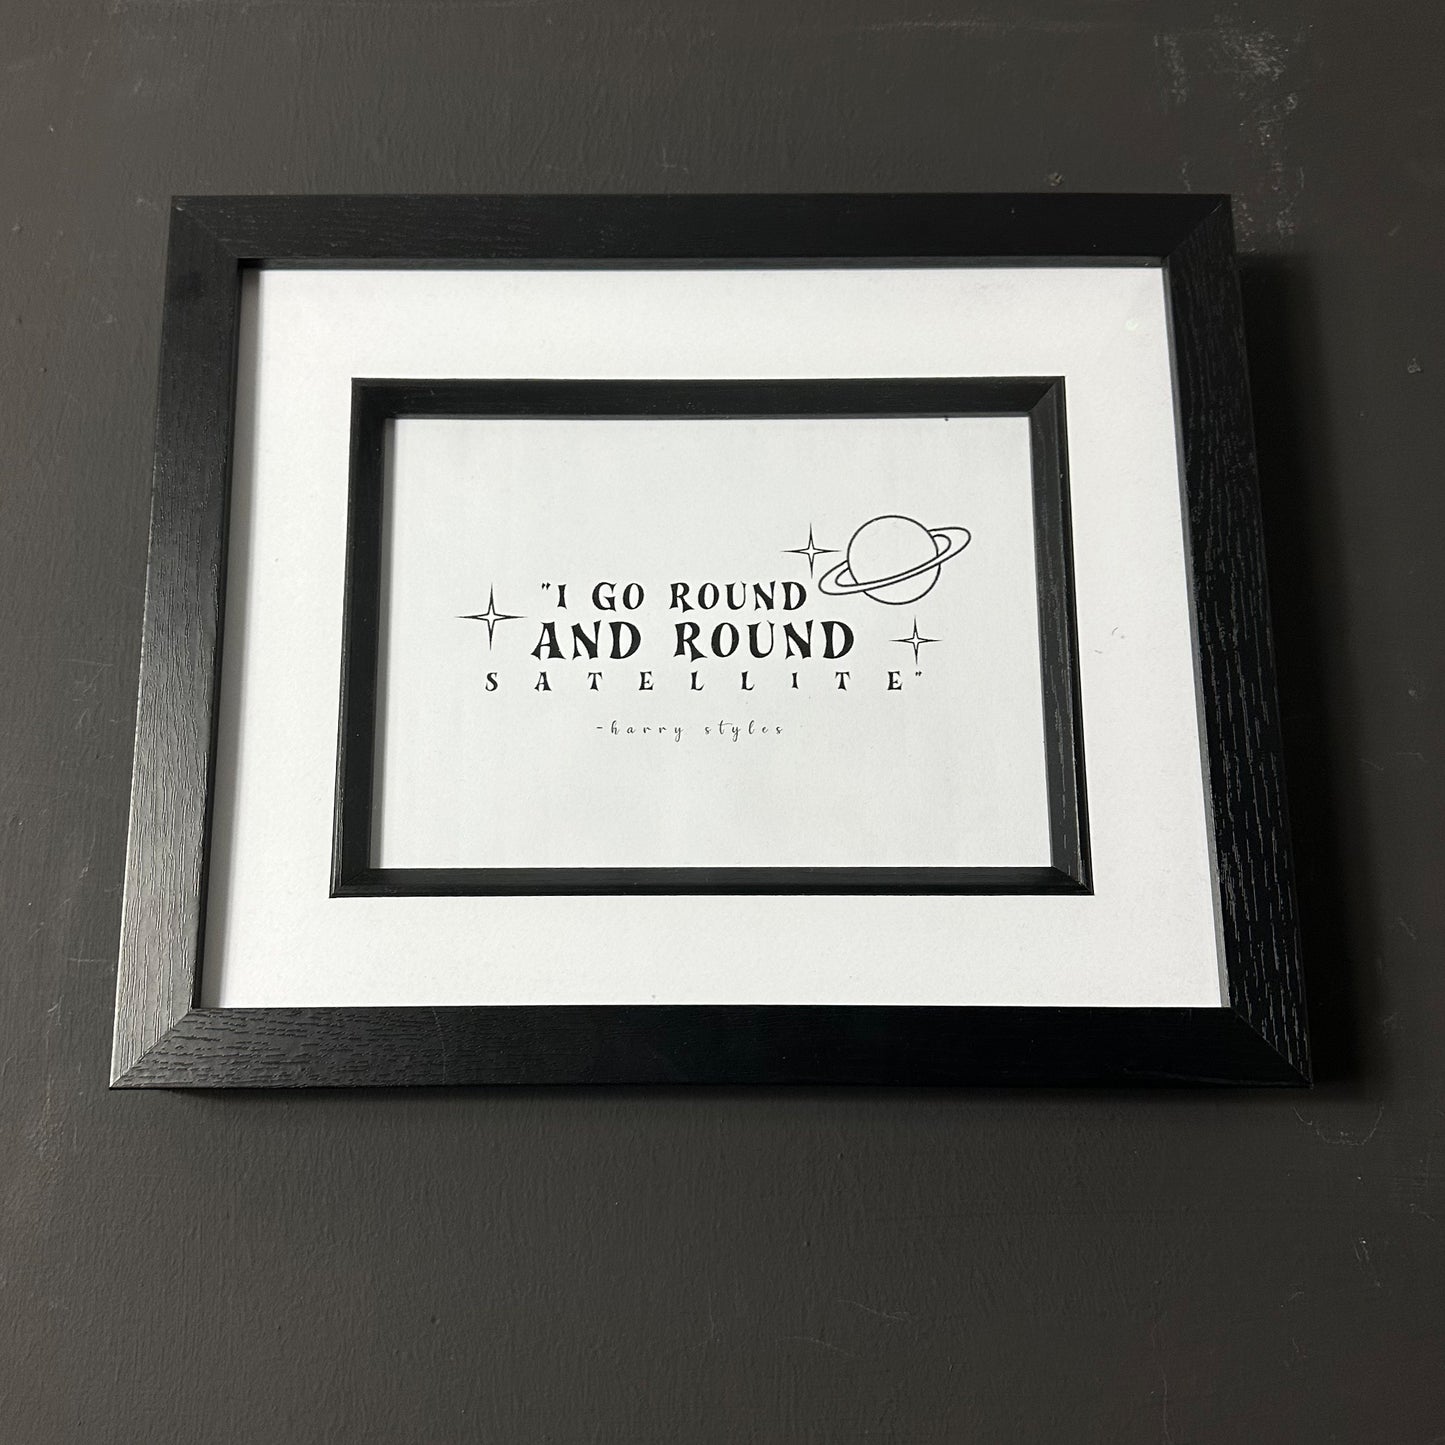 "I GO ROUND
AND ROUND
SATELLITE"
-harry styles